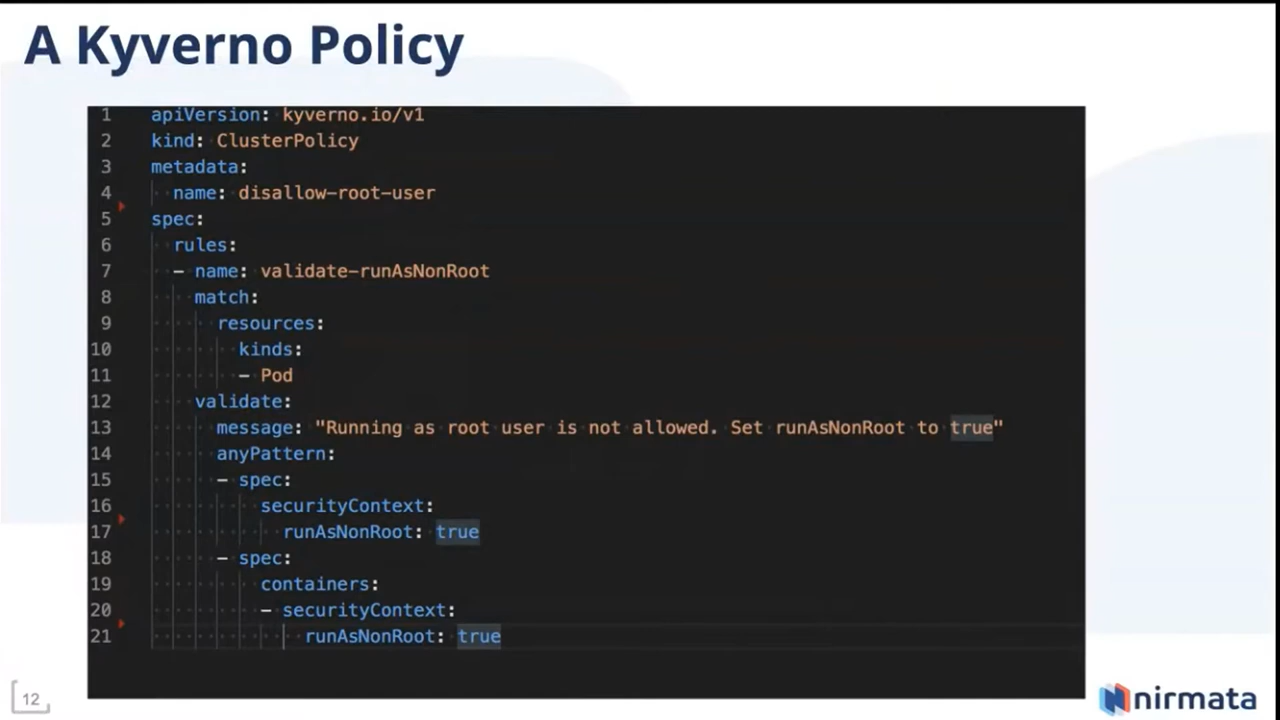 A Kyverno Policy
1 apiVersion: kyverno.io/v1
2 kind: ClusterPolicy
3 metadata:
4   name: disallow-root-user
5 spec:
6   rules:
7   - name: validate-runAsNonRoot
8     match:
9       resources:
10         kinds:
11         - Pod
12     validate:
13       message: "Running as root user is not allowed. Set runAsNonRoot to true"
14       anyPattern:
15       - spec:
16           securityContext:
17             runAsNonRoot: true
18       - spec:
19           containers:
20           - securityContext:
21               runAsNonRoot: true
12
nirmata